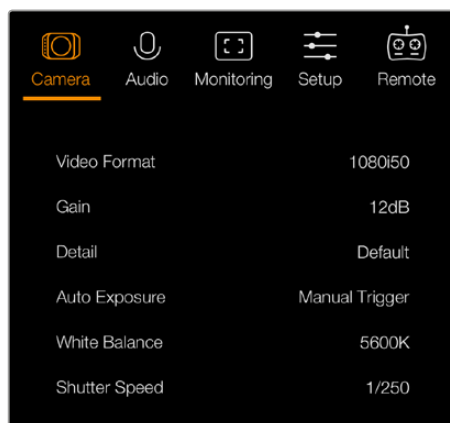 Camera Audio Monitoring Setup Remote
Video Format 1080i50
Gain 12dB
Detail Default
Auto Exposure Manual Trigger
White Balance 5600K
Shutter Speed 1/250